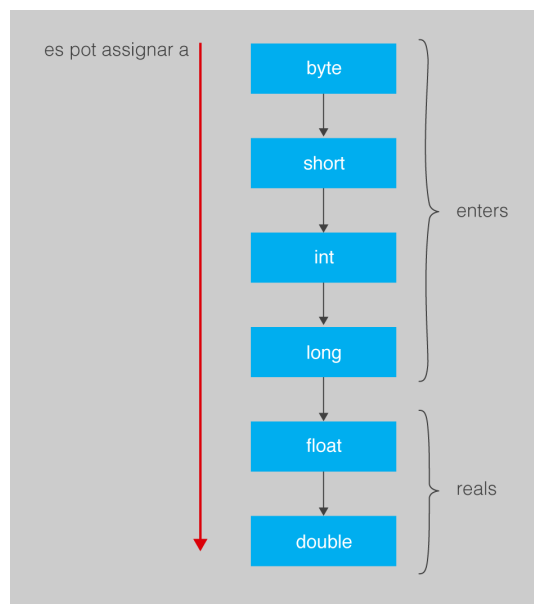 es pot assignar a
byte
short
int
enters
long
float
reals
double